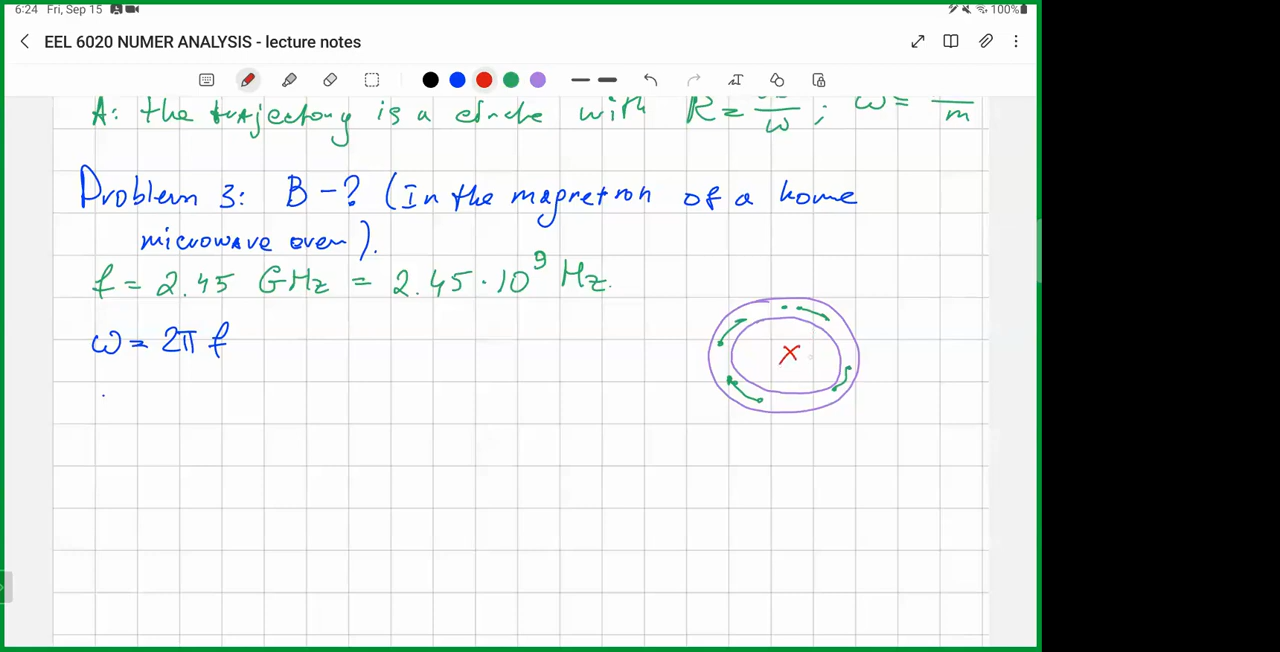 6:24 Fri, Sep 15 100%
EEL 6020 NUMER ANALYSIS - lecture notes
A: the trajectory is a circle with R = / ω ; ω = / m
Problem 3: B - ? (In the magnetron of a home
microwave oven).
f = 2.45 GHz = 2.45 · 10⁹ Hz.
ω = 2π f
x